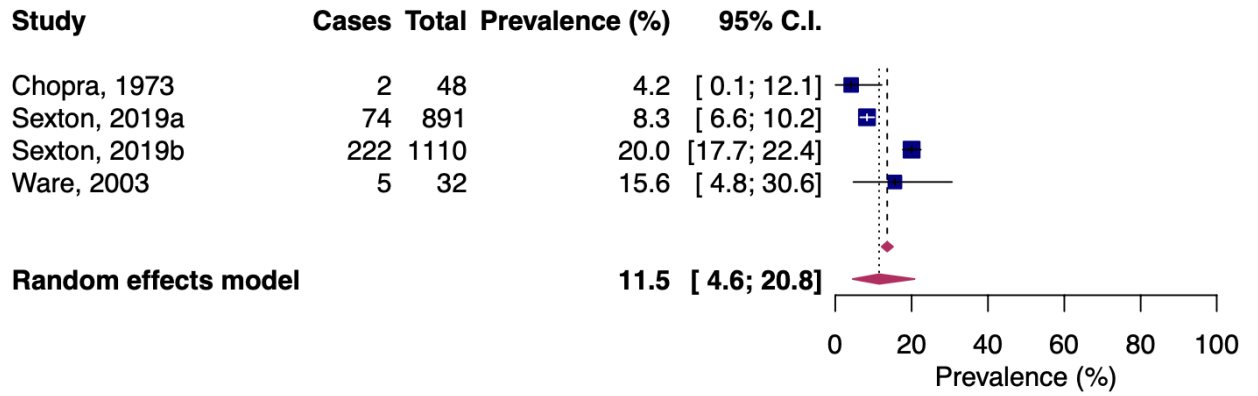 Study Cases Total Prevalence (%) 95% C.I.
Chopra, 1973 2 48 4.2 [ 0.1; 12.1]
Sexton, 2019a 74 891 8.3 [ 6.6; 10.2]
Sexton, 2019b 222 1110 20.0 [17.7; 22.4]
Ware, 2003 5 32 15.6 [ 4.8; 30.6]
Random effects model 11.5 [ 4.6; 20.8]
0 20 40 60 80 100
Prevalence (%)